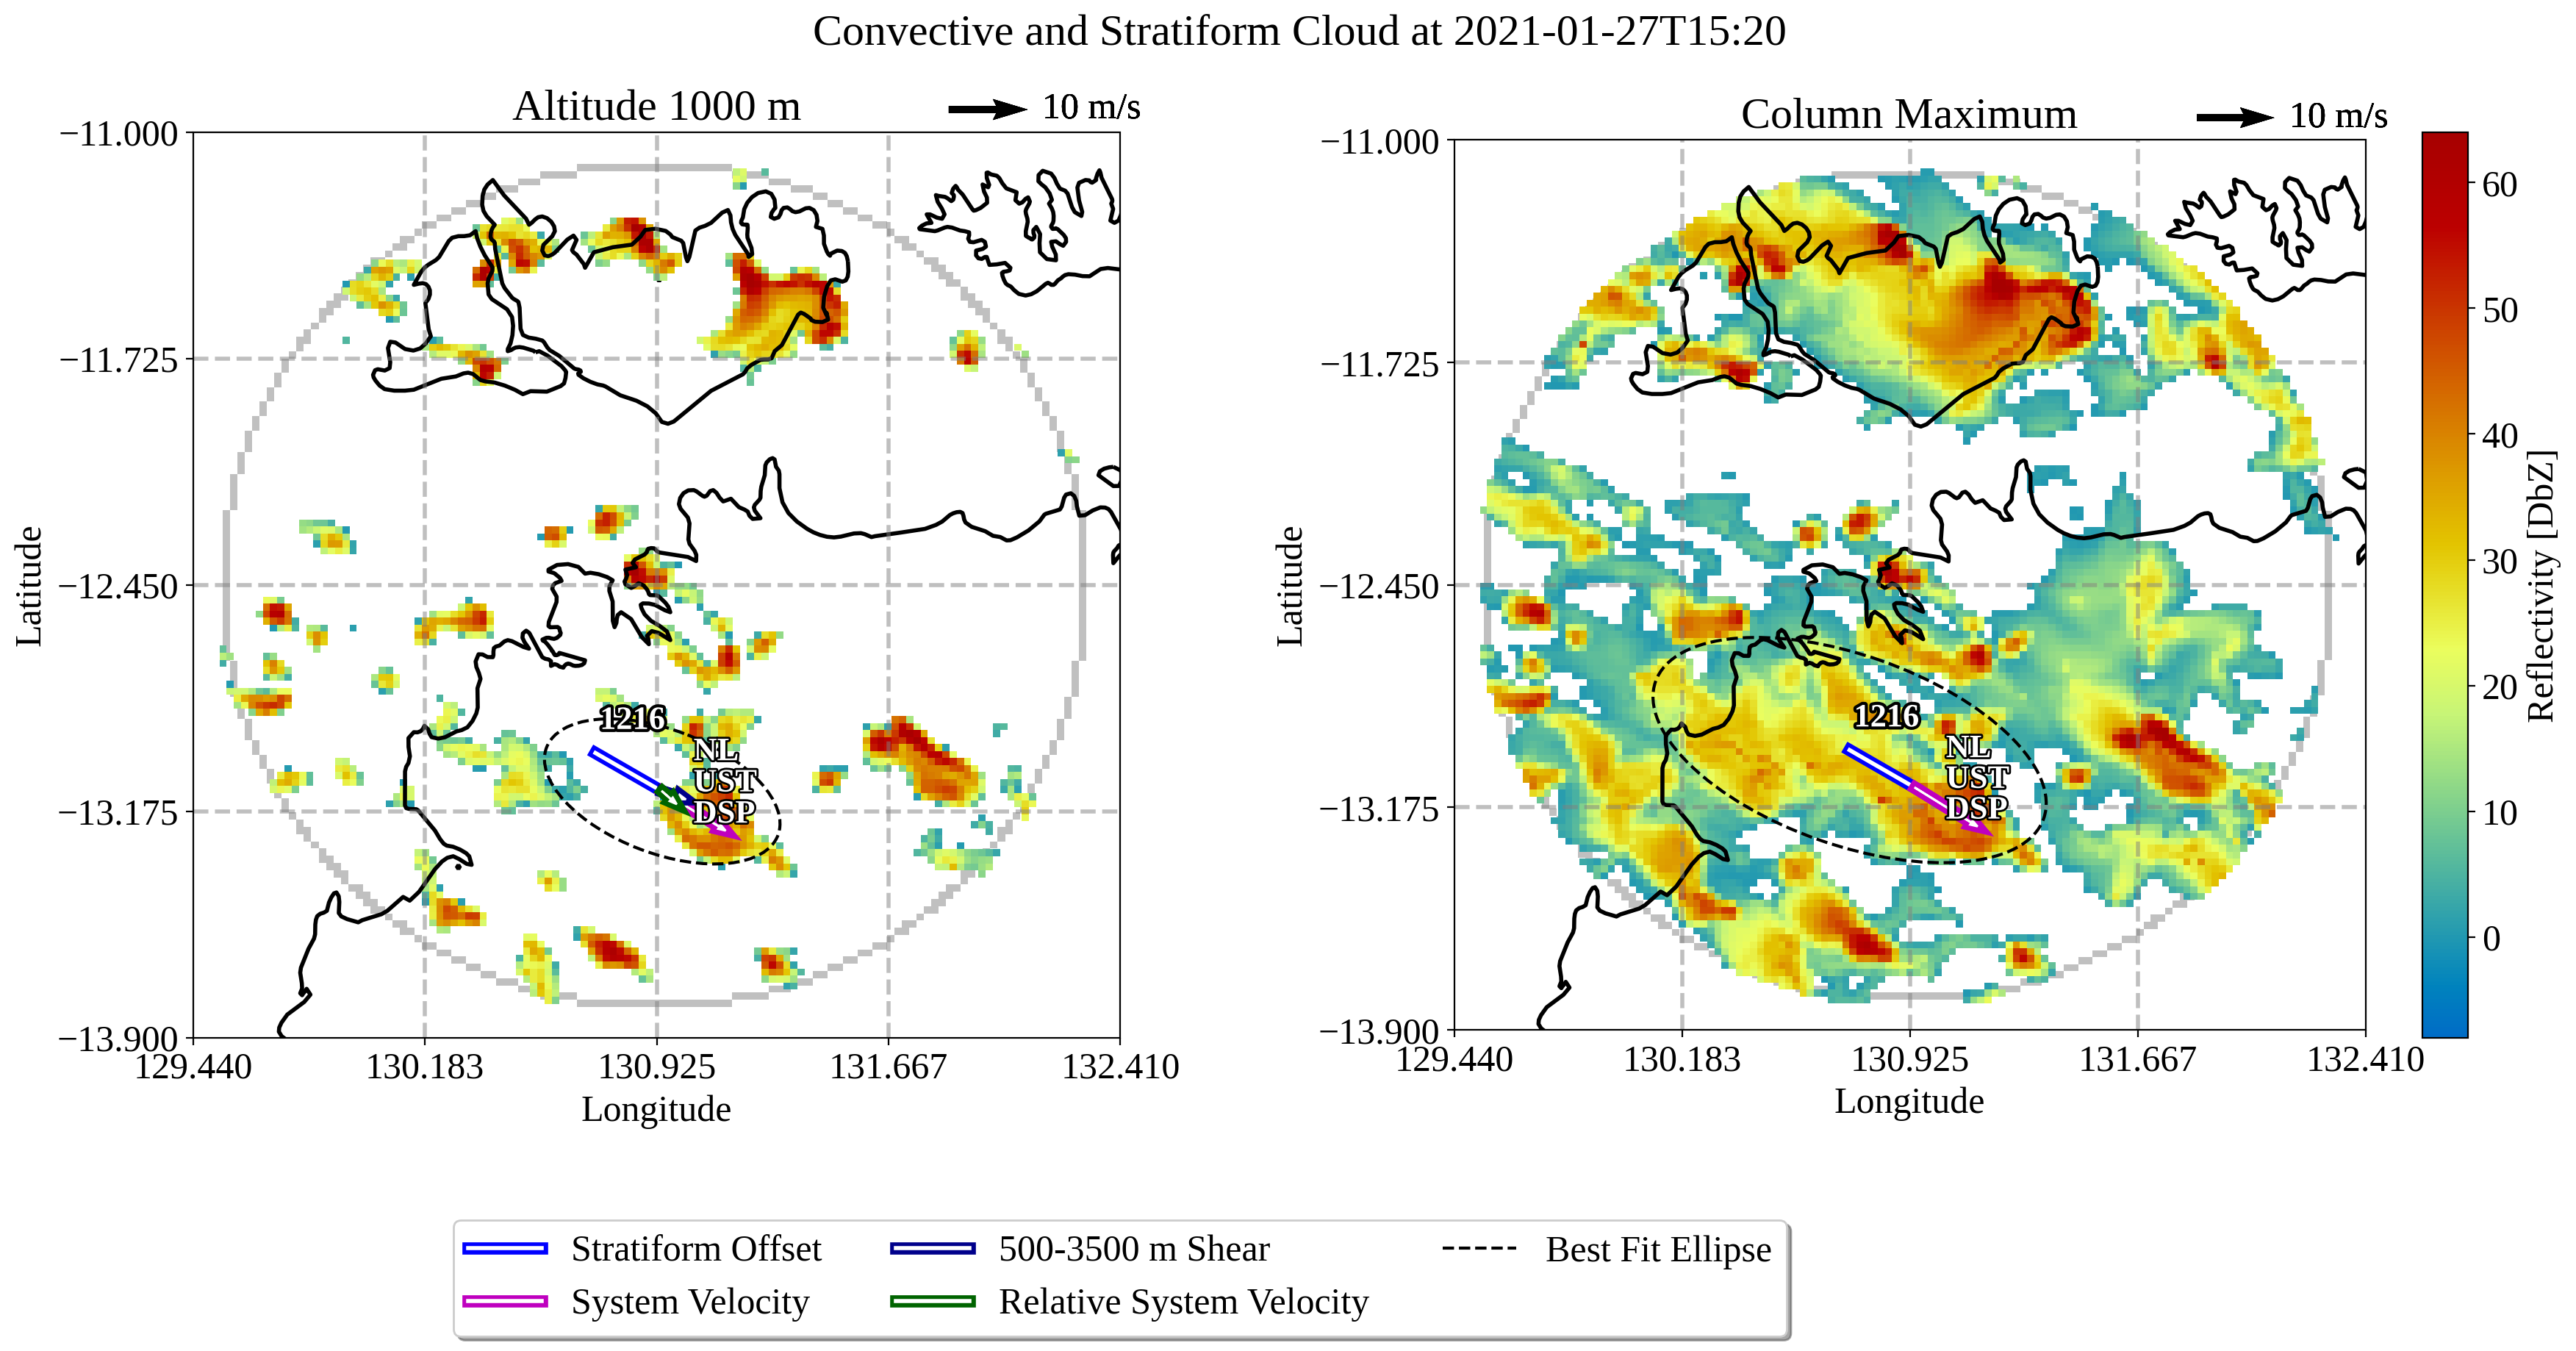 Convective and Stratiform Cloud at 2021-01-27T15:20
Altitude 1000 m
10 m/s
Column Maximum
10 m/s
−11.000
−11.725
−12.450
−13.175
−13.900
Latitude
1216
NL
UST
DSP
129.440
130.183
130.925
131.667
132.410
Longitude
−11.000
−11.725
−12.450
−13.175
−13.900
Latitude
1216
NL
UST
DSP
129.440
130.183
130.925
131.667
132.410
Longitude
60
50
40
30
20
10
0
Reflectivity [DbZ]
Stratiform Offset
System Velocity
500-3500 m Shear
Relative System Velocity
Best Fit Ellipse